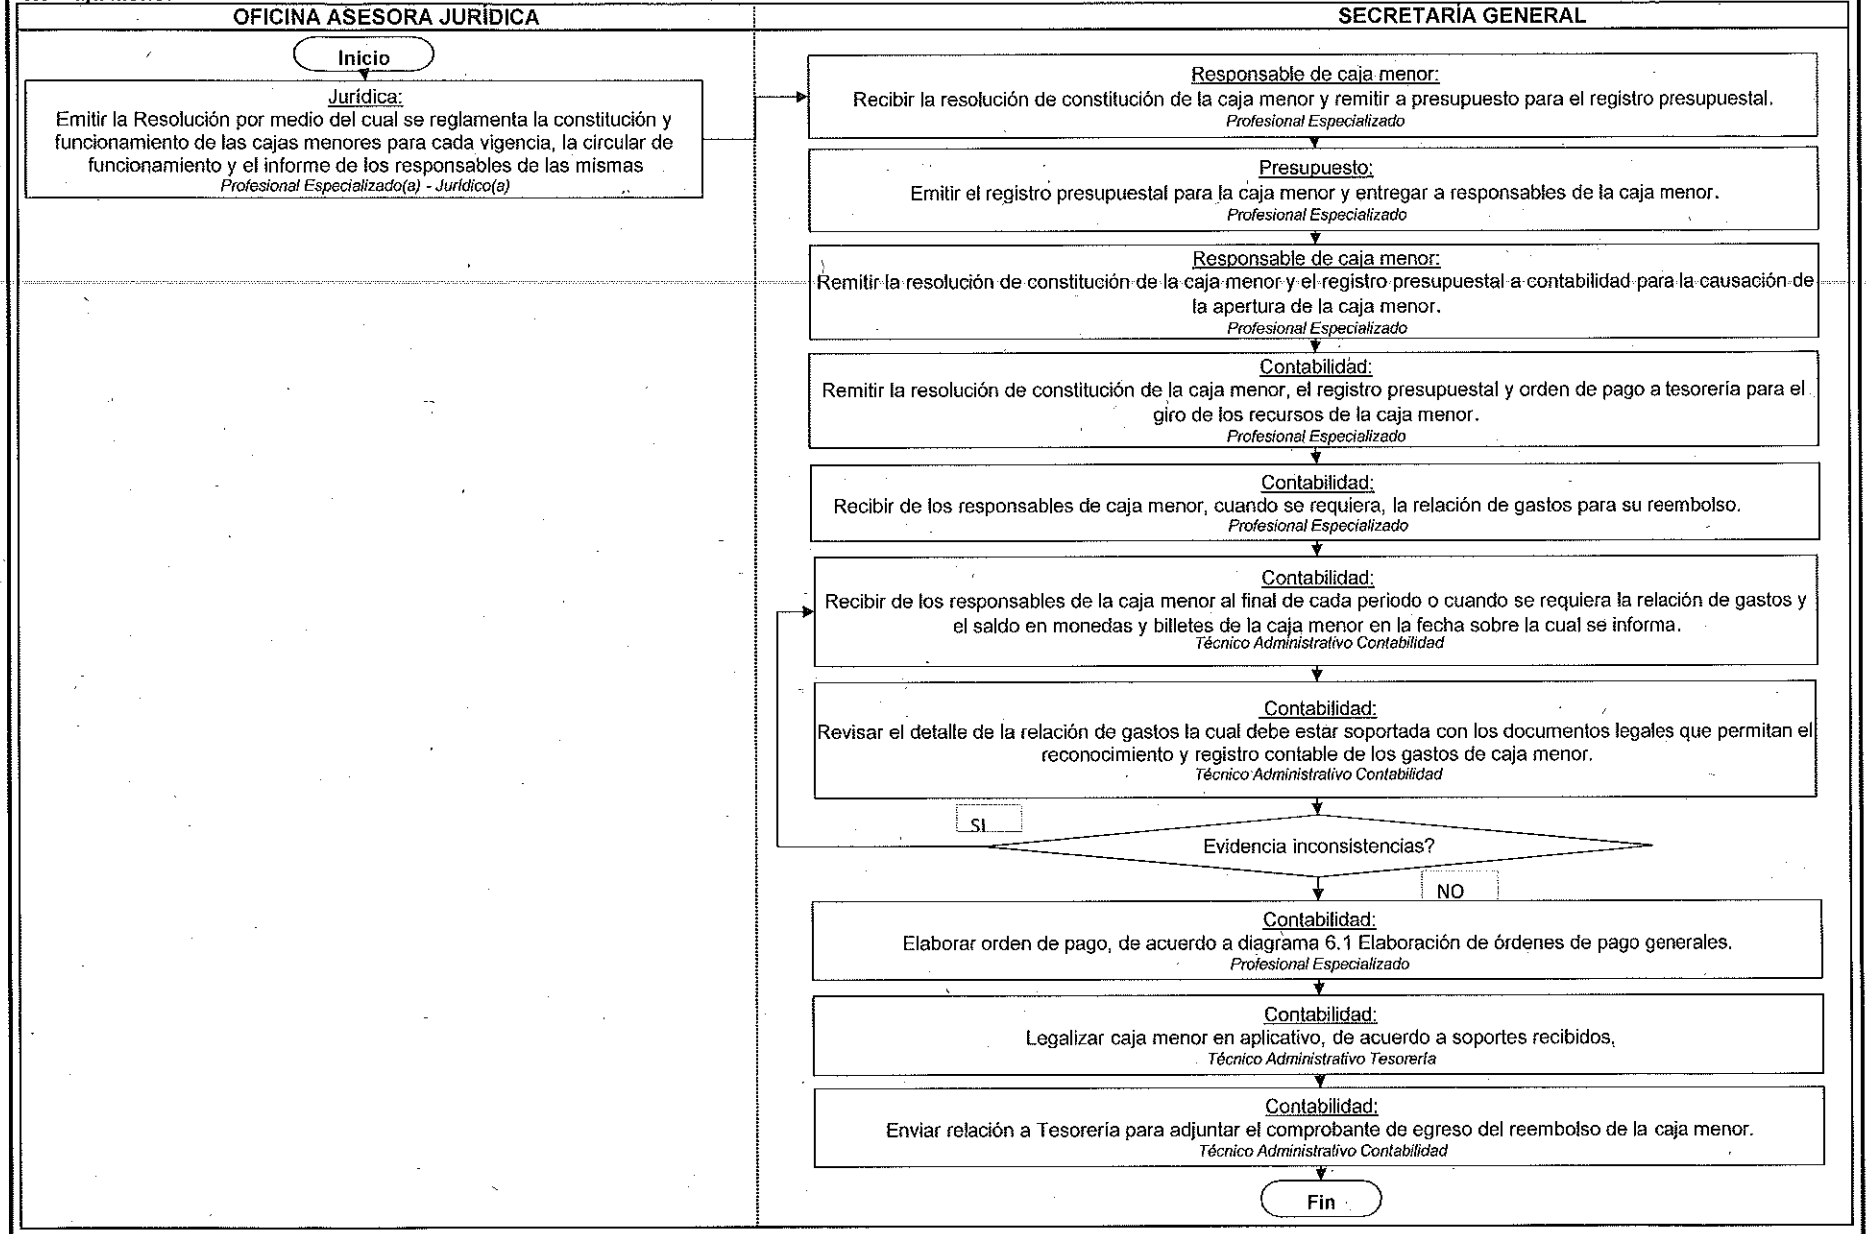 OFICINA ASESORA JURÍDICA
SECRETARÍA GENERAL
Inicio
Jurídica:
Emitir la Resolución por medio del cual se reglamenta la constitución y
funcionamiento de las cajas menores para cada vigencia, la circular de
funcionamiento y el informe de los responsables de las mismas
Profesional Especializado(a) - Jurídico(a)
Responsable de caja menor:
Recibir la resolución de constitución de la caja menor y remitir a presupuesto para el registro presupuestal.
Profesional Especializado
Presupuesto:
Emitir el registro presupuestal para la caja menor y entregar a responsables de la caja menor.
Profesional Especializado
Responsable de caja menor:
Remitir la resolución de constitución de la caja menor y el registro presupuestal a contabilidad para la causación de
la apertura de la caja menor.
Profesional Especializado
Contabilidad:
Remitir la resolución de constitución de la caja menor, el registro presupuestal y orden de pago a tesorería para el
giro de los recursos de la caja menor.
Profesional Especializado
Contabilidad:
Recibir de los responsables de caja menor, cuando se requiera, la relación de gastos para su reembolso.
Profesional Especializado
Contabilidad:
Recibir de los responsables de la caja menor al final de cada periodo o cuando se requiera la relación de gastos y
el saldo en monedas y billetes de la caja menor en la fecha sobre la cual se informa.
Técnico Administrativo Contabilidad
Contabilidad:
Revisar el detalle de la relación de gastos la cual debe estar soportada con los documentos legales que permitan el
reconocimiento y registro contable de los gastos de caja menor.
Técnico Administrativo Contabilidad
SI
Evidencia inconsistencias?
NO
Contabilidad:
Elaborar orden de pago, de acuerdo a diagrama 6.1 Elaboración de órdenes de pago generales.
Profesional Especializado
Contabilidad:
Legalizar caja menor en aplicativo, de acuerdo a soportes recibidos,
Técnico Administrativo Tesorería
Contabilidad:
Enviar relación a Tesorería para adjuntar el comprobante de egreso del reembolso de la caja menor.
Técnico Administrativo Contabilidad
Fin